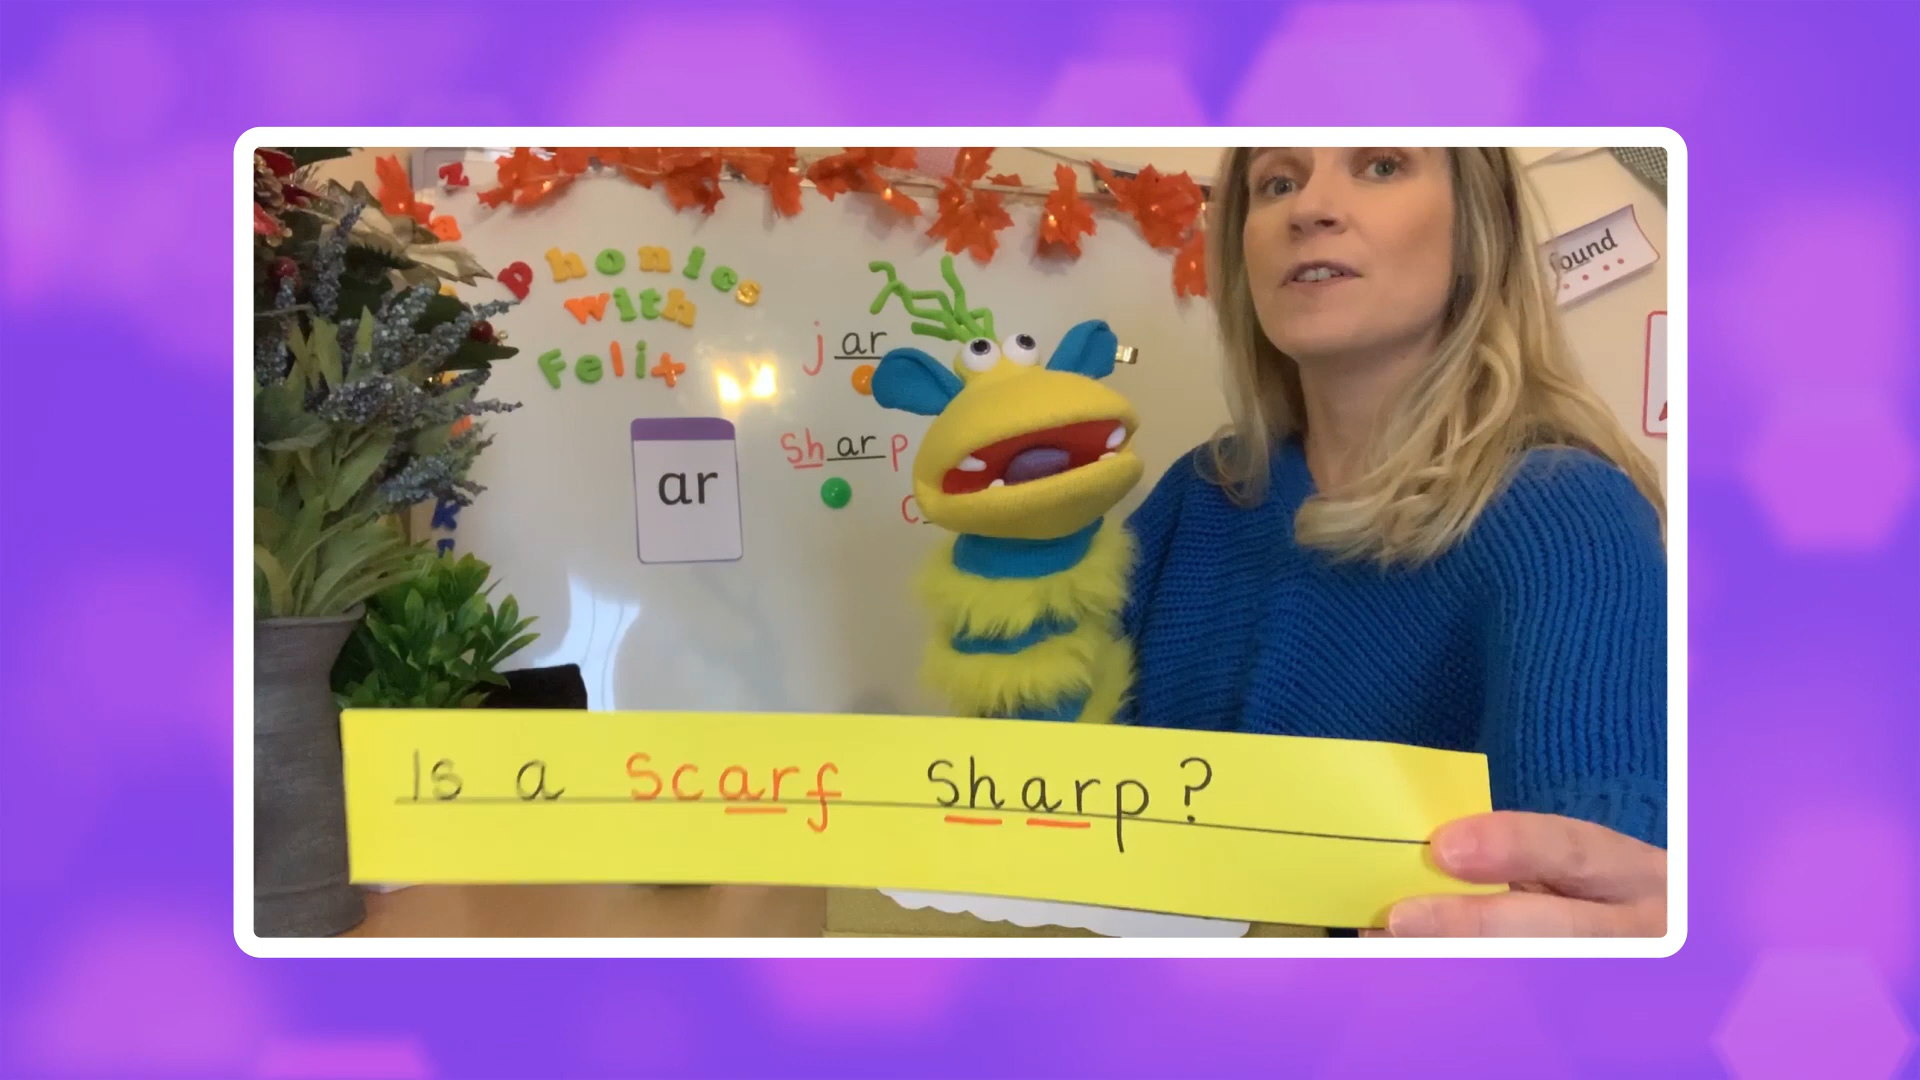 phonics
with
Felix
jar
sharp
c
ar
found
Is a scarf sharp?